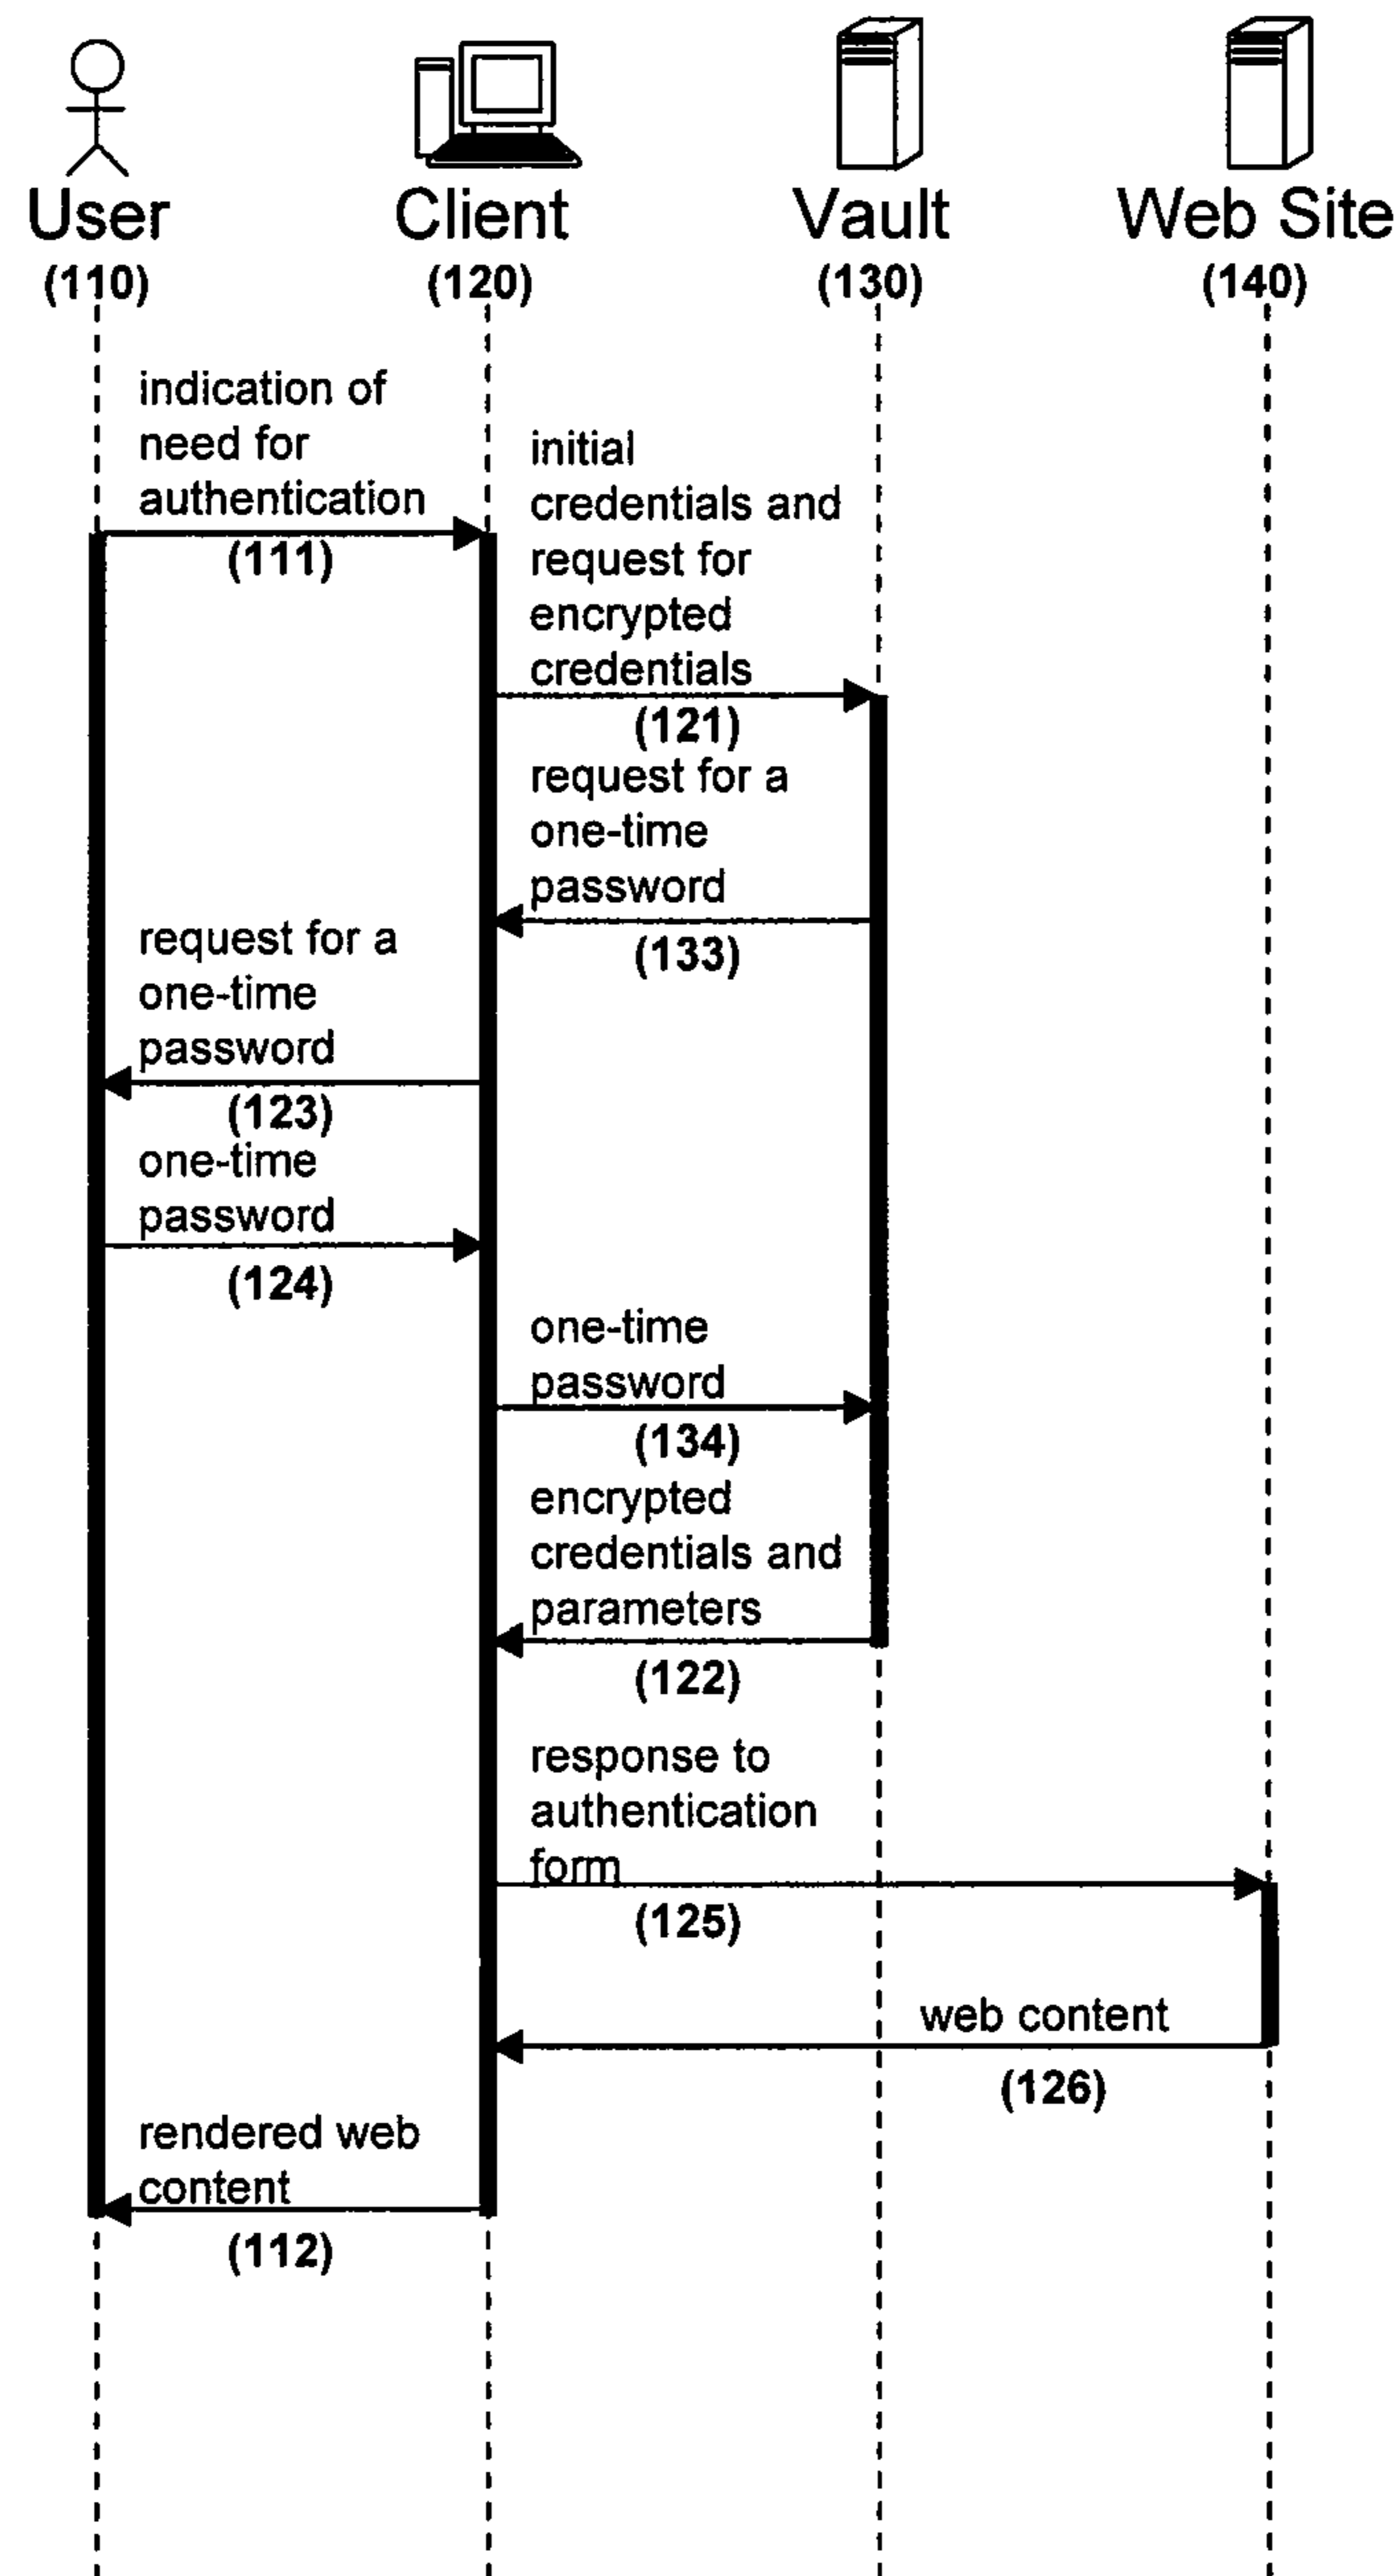 User
Client
Vault
Web Site
(110)
(120)
(130)
(140)
indication of
need for
authentication
(111)
initial
credentials and
request for
encrypted
credentials
(121)
request for a
one-time
password
(133)
request for a
one-time
password
(123)
one-time
password
(124)
one-time
password
(134)
encrypted
credentials and
parameters
(122)
response to
authentication
form
(125)
web content
(126)
rendered web
content
(112)